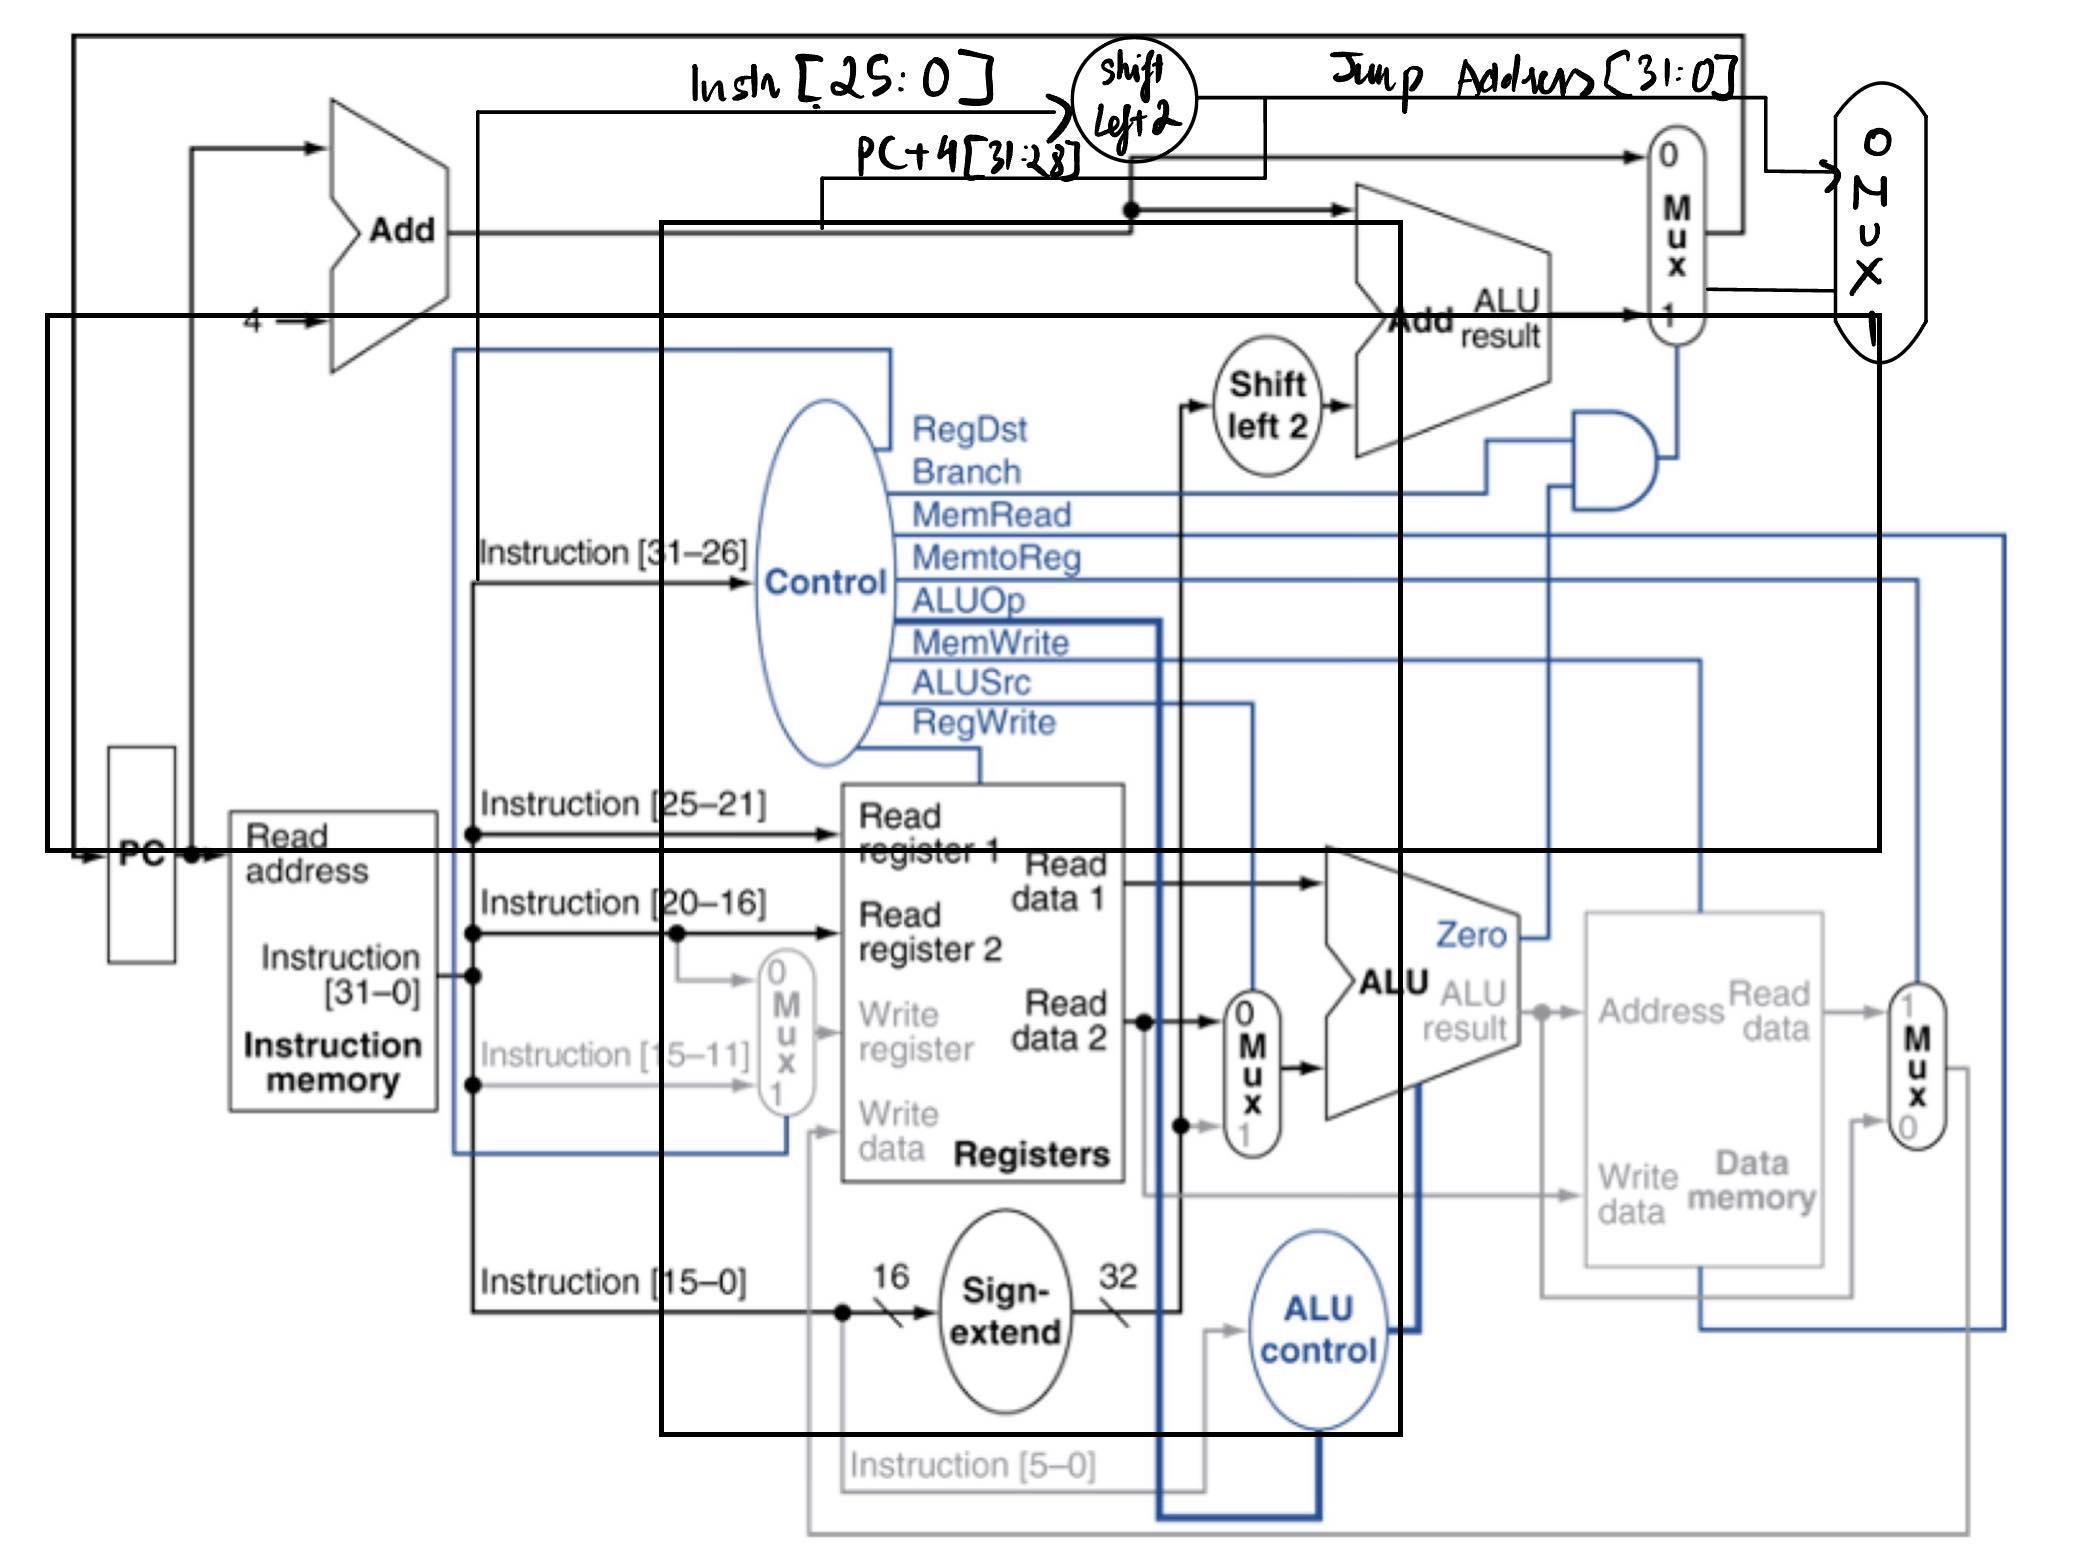 Instr [25:0]
Shift
Left 2
Jump Address [31:0]
PC+4[31:28]
0
M
U
X
1
0
M
u
x
1
Add
4
Add
ALU
result
Shift
left 2
RegDst
Branch
MemRead
MemtoReg
ALUOp
MemWrite
ALUSrc
RegWrite
Control
Instruction [31–26]
Instruction [25–21]
Instruction [20–16]
Instruction [15–11]
Instruction [15–0]
Instruction [5–0]
PC
Read
address
Instruction
[31–0]
Instruction
memory
0
M
u
x
1
Read
register 1
Read
register 2
Write
register
Write
data
Read
data 1
Read
data 2
Registers
0
M
u
x
1
Zero
ALU
ALU
result
Address
Read
data
Write
data
Data
memory
1
M
u
x
0
16
Sign-
extend
32
ALU
control